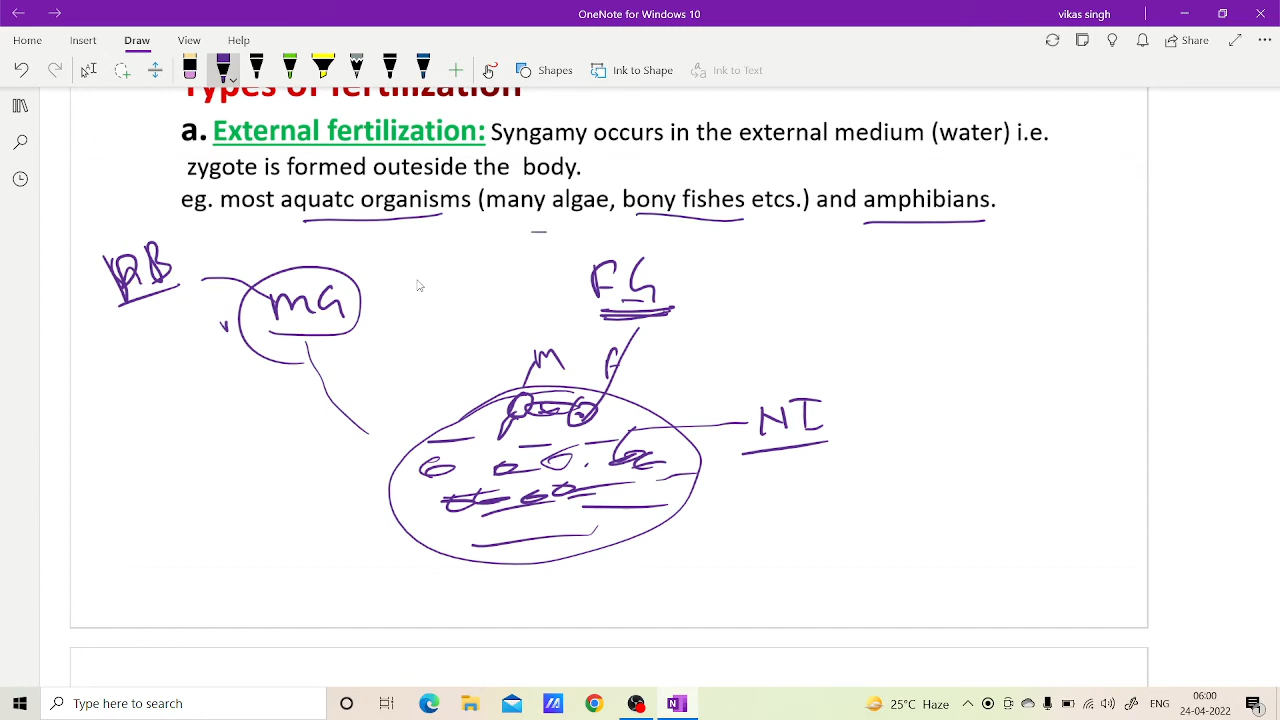 OneNote for Windows 10
vikas singh
Home Insert Draw View Help
Share
Shapes Ink to Shape Ink to Text
Types of fertilization
a. External fertilization: Syngamy occurs in the external medium (water) i.e.
zygote is formed outeside the body.
eg. most aquatc organisms (many algae, bony fishes etcs.) and amphibians.
MG
FG
M F
NI
Type here to search
25°C Haze
ENG
06:00
24-04-2022
1